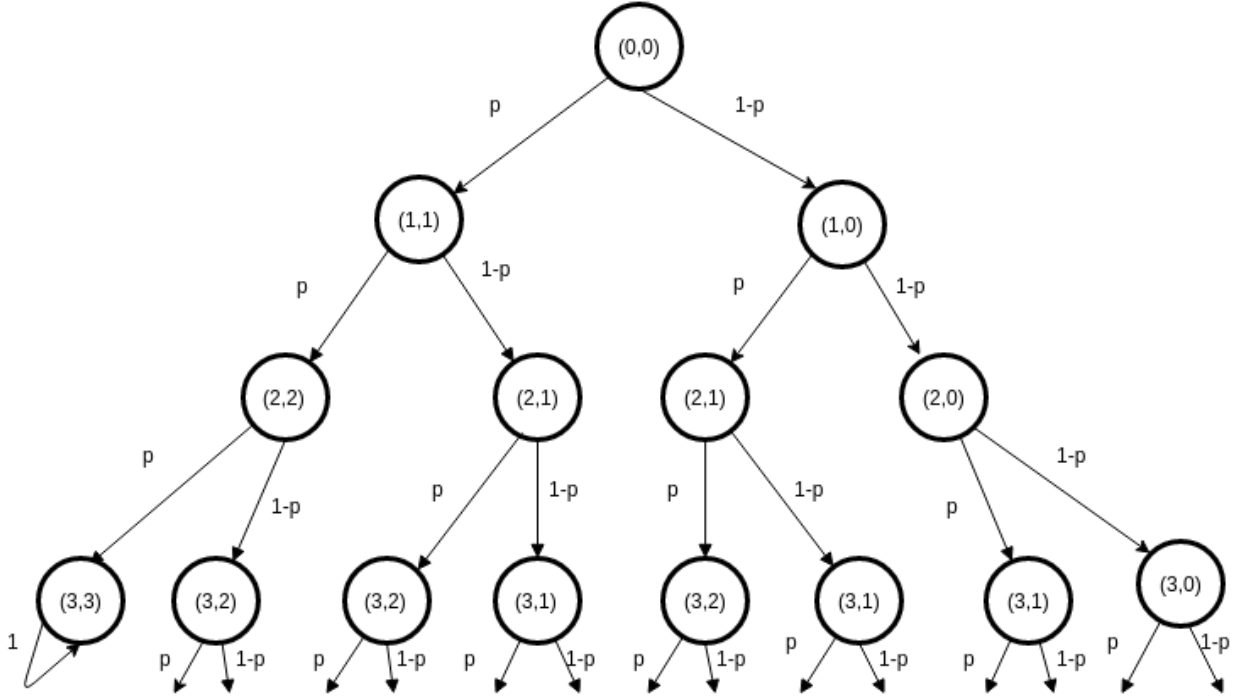 (0,0)
p 1-p
(1,1) (1,0)
p 1-p p 1-p
(2,2) (2,1) (2,1) (2,0)
p 1-p p 1-p p 1-p p 1-p
(3,3) (3,2) (3,2) (3,1) (3,2) (3,1) (3,1) (3,0)
1 p 1-p p 1-p p 1-p p 1-p p 1-p p 1-p p 1-p